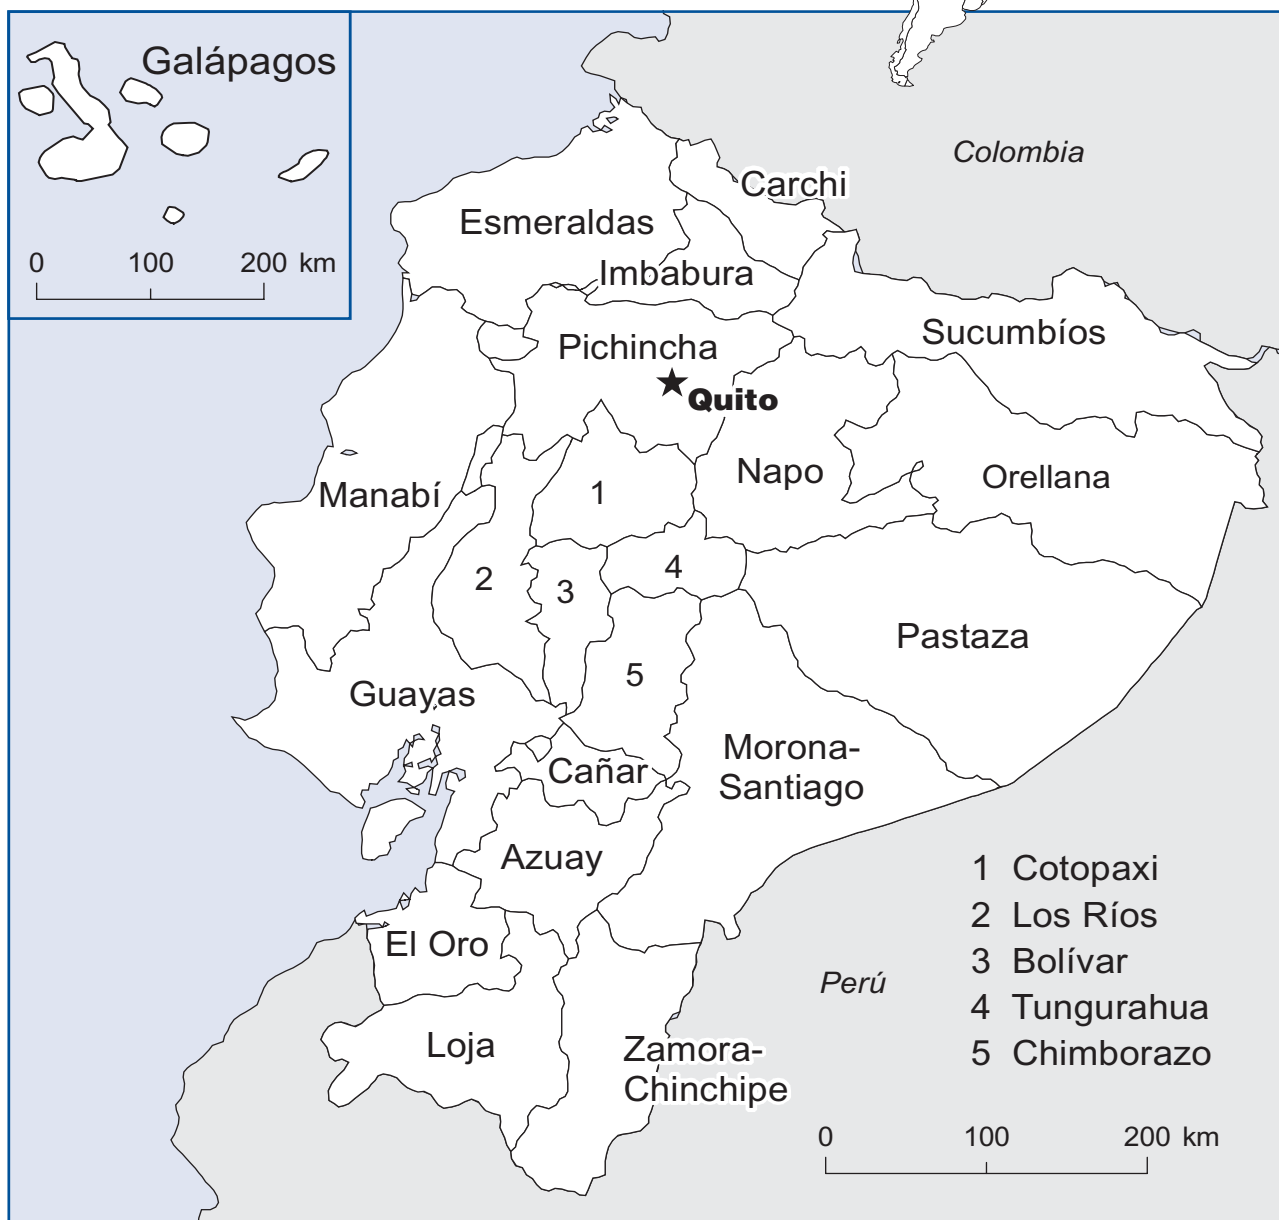 Galápagos
0 100 200 km
Colombia
Carchi
Esmeraldas
Imbabura
Sucumbíos
Pichincha
Quito
Napo
Orellana
Manabí
1
2
3
4
Pastaza
5
Guayas
Morona-
Santiago
Cañar
Azuay
El Oro
Perú
Loja
Zamora-
Chinchipe
1 Cotopaxi
2 Los Ríos
3 Bolívar
4 Tungurahua
5 Chimborazo
0 100 200 km